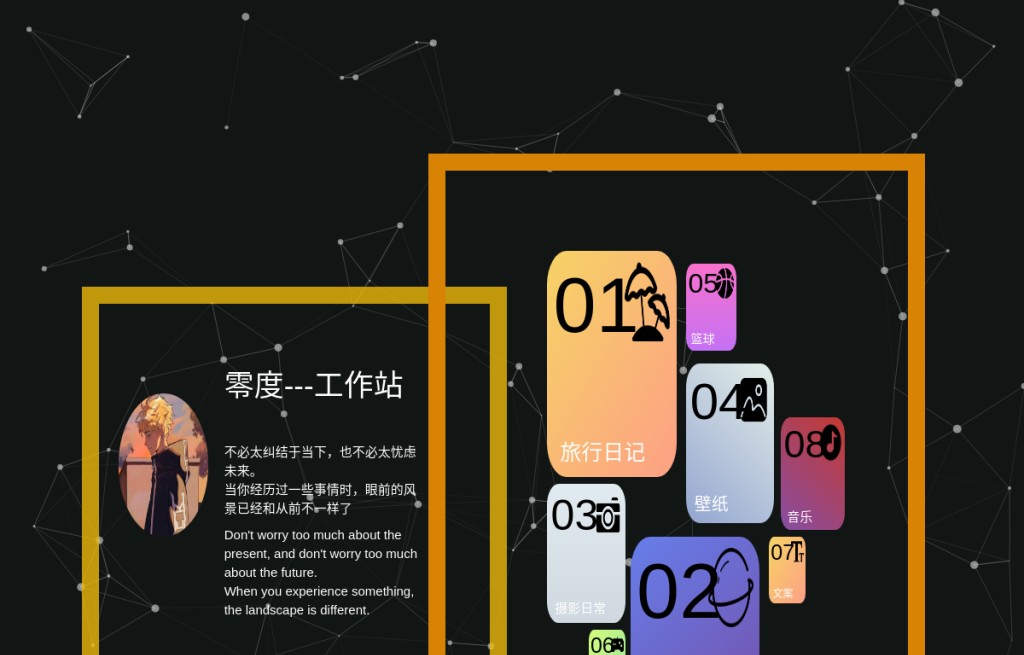 零度---工作站
不必太纠结于当下，也不必太忧虑
未来。
当你经历过一些事情时，眼前的风
景已经和从前不一样了
Don't worry too much about the
present, and don't worry too much
about the future.
When you experience something,
the landscape is different.
01
旅行日记
05
篮球
04
壁纸
08
音乐
03
摄影日常
02
07
文案
06